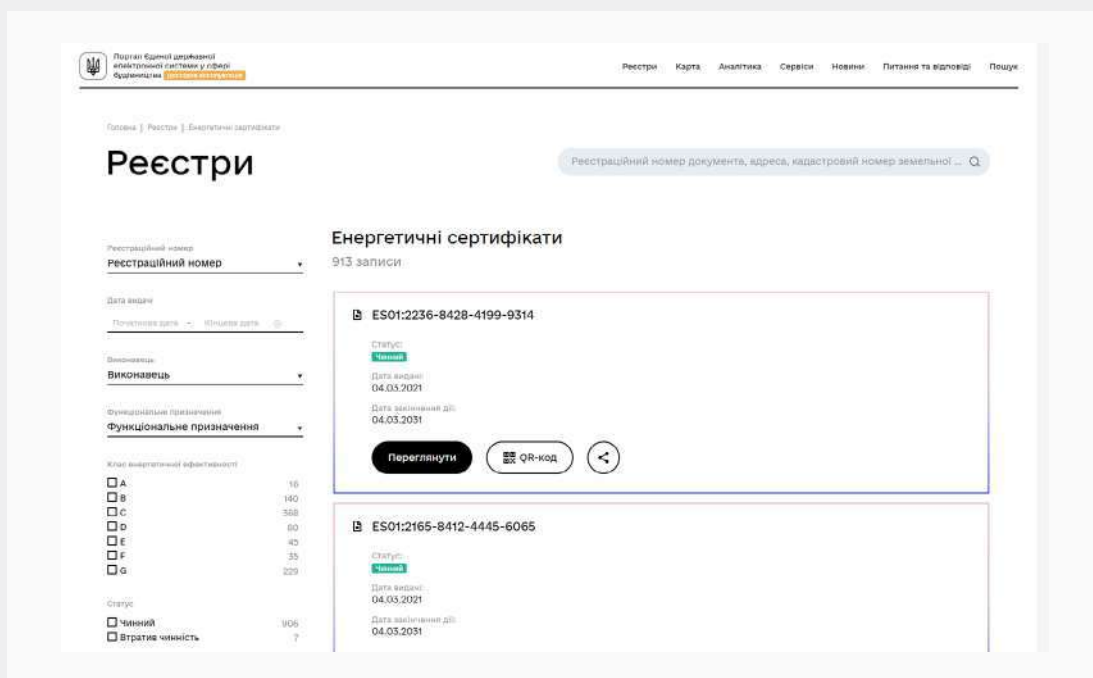 Портал Єдиної державної
електронної системи у сфері
будівництва
Реєстри Карта Аналітика Сервіси Новини Питання та відповіді Пошук
Головна | Реєстри | Енергетичні сертифікати
Реєстри
Реєстраційний номер документа, адреса, кадастровий номер земельної ...
Енергетичні сертифікати
913 записи
Реєстраційний номер
Реєстраційний номер
Дата видачі
Початкова дата - Кінцева дата
Виконавець
Виконавець
Функціональне призначення
Функціональне призначення
Клас енергетичної ефективності
A 16
B 140
C 388
D 60
E 45
F 35
G 229
Статус
Чинний 906
Втратив чинність 7
ES01:2236-8428-4199-9314
Статус:
Чинний
Дата видачі:
04.03.2021
Дата закінчення дії:
04.03.2031
Переглянути QR-код
ES01:2165-8412-4445-6065
Статус:
Чинний
Дата видачі:
04.03.2021
Дата закінчення дії:
04.03.2031